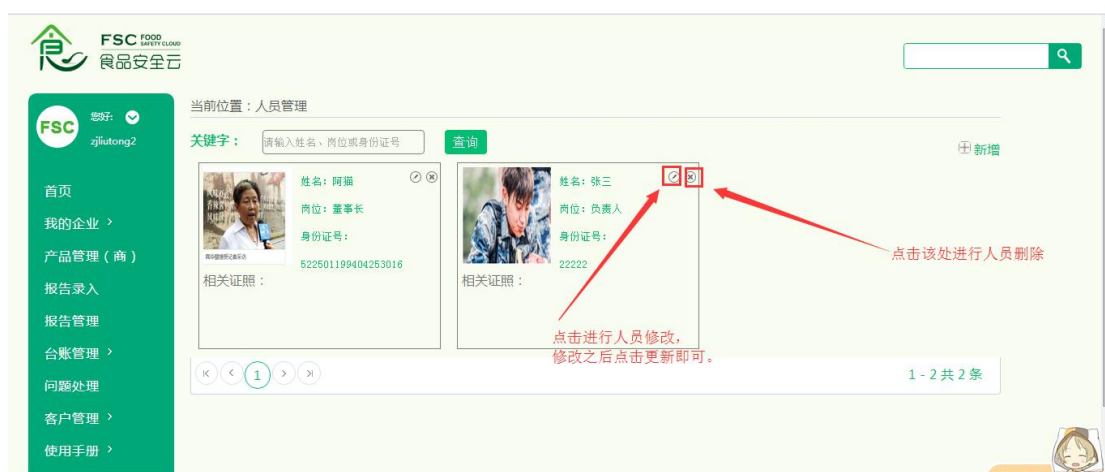 FSC FOOD SAFETY CLOUD
食品安全云
FSC
您好:
zjliutong2
首页
我的企业 >
产品管理（商）
报告录入
报告管理
台账管理 >
问题处理
客户管理 >
使用手册 >
当前位置：人员管理
关键字：
请输入姓名、岗位或身份证号
查询
新增
姓名：阿猫
岗位：董事长
身份证号：
522501199404253016
相关证照：
姓名：张三
岗位：负责人
身份证号：
22222
相关证照：
点击该处进行人员删除
点击进行人员修改，
修改之后点击更新即可。
1
1 - 2 共 2 条